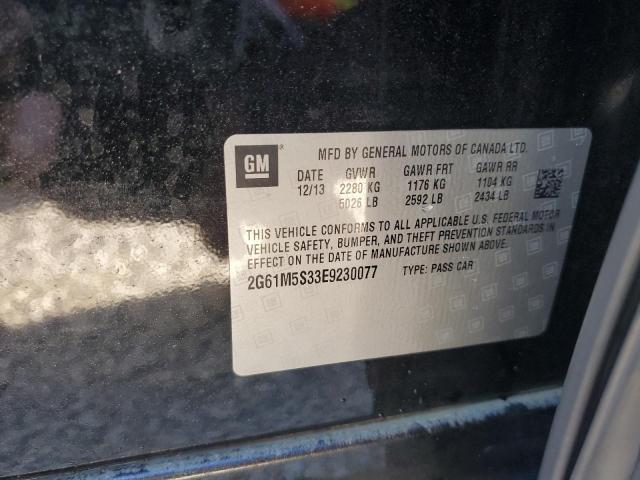 GM
MFD BY GENERAL MOTORS OF CANADA LTD.
DATE GVWR GAWR FRT GAWR RR
12/13 2280 KG 1176 KG 1104 KG
5026 LB 2592 LB 2434 LB
THIS VEHICLE CONFORMS TO ALL APPLICABLE U.S. FEDERAL MOTOR
VEHICLE SAFETY, BUMPER, AND THEFT PREVENTION STANDARDS IN
EFFECT ON THE DATE OF MANUFACTURE SHOWN ABOVE.
2G61M5S33E9230077 TYPE: PASS CAR